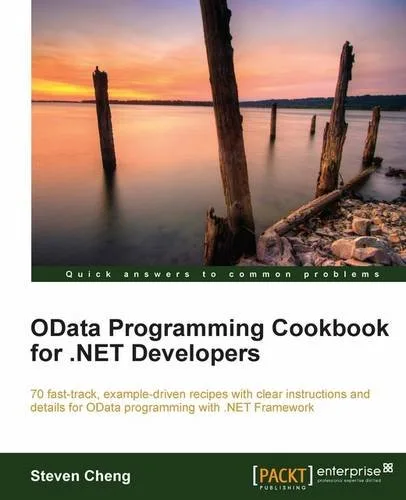 Quick answers to common problems
OData Programming Cookbook
for .NET Developers
70 fast-track, example-driven recipes with clear instructions and
details for OData programming with .NET Framework
Steven Cheng
[PACKT]
PUBLISHING
enterprise
professional expertise distilled